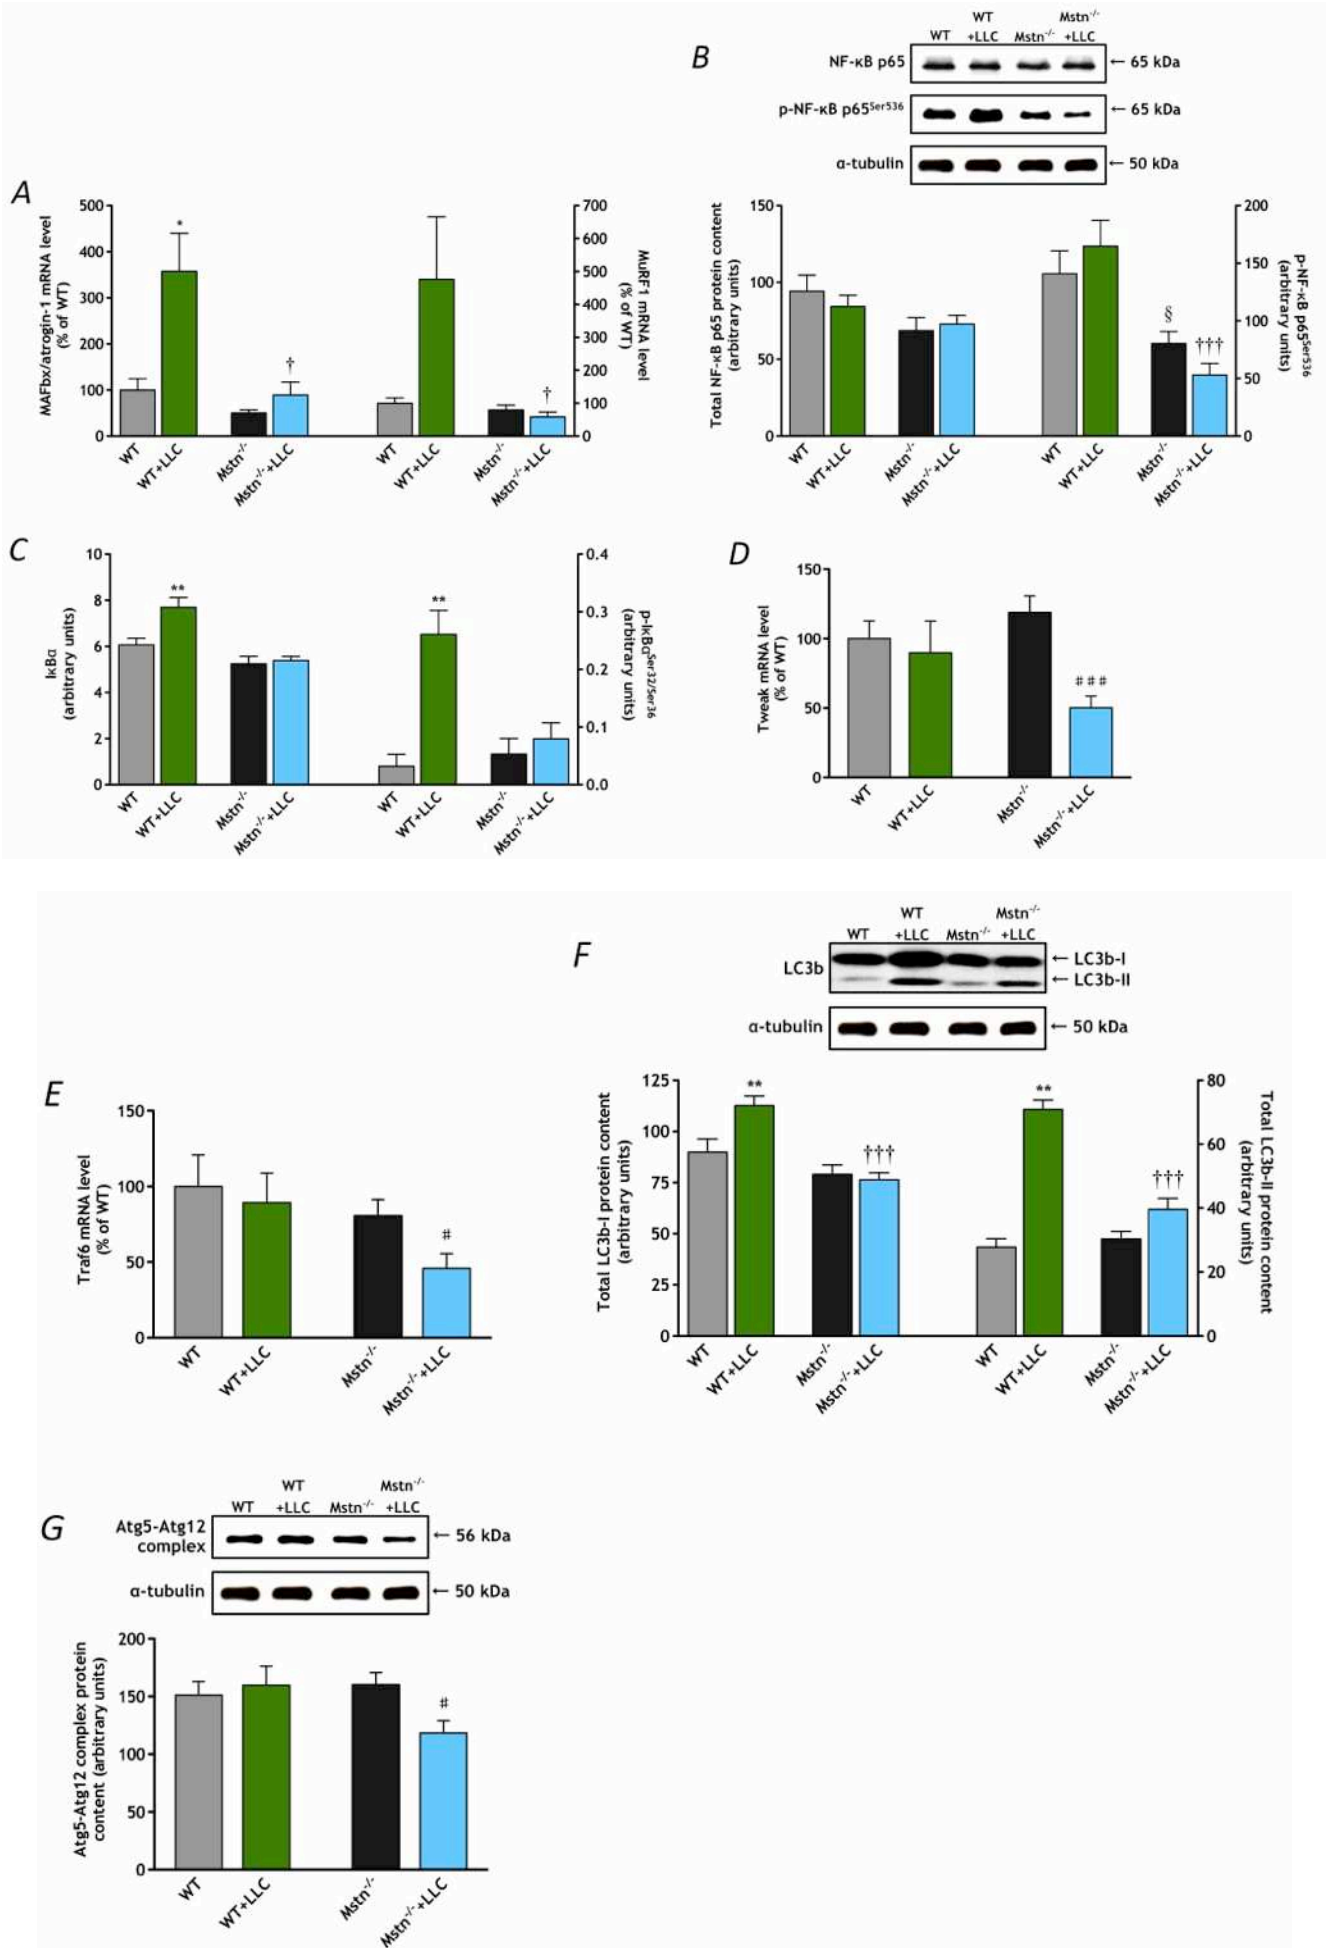 A
MAFbx/atrogin-1 mRNA level
(% of WT)
500
400
300
200
100
0
*
†
†
700
600
500
400
300
200
100
0
MuRF1 mRNA level
(% of WT)
WT
WT+LLC
Mstn⁻/⁻
Mstn⁻/⁻+LLC
WT
WT+LLC
Mstn⁻/⁻
Mstn⁻/⁻+LLC
B
WT
WT
+LLC
Mstn⁻/⁻
Mstn⁻/⁻
+LLC
NF-κB p65
← 65 kDa
p-NF-κB p65Ser536
← 65 kDa
α-tubulin
← 50 kDa
Total NF-κB p65 protein content
(arbitrary units)
150
100
50
0
§
†††
200
150
100
50
0
p-NF-κB p65Ser536
(arbitrary units)
WT
WT+LLC
Mstn⁻/⁻
Mstn⁻/⁻+LLC
WT
WT+LLC
Mstn⁻/⁻
Mstn⁻/⁻+LLC
C
IκBα
(arbitrary units)
10
8
6
4
2
0
**
**
0.4
0.3
0.2
0.1
0.0
p-IκBαSer32/Ser36
(arbitrary units)
WT
WT+LLC
Mstn⁻/⁻
Mstn⁻/⁻+LLC
WT
WT+LLC
Mstn⁻/⁻
Mstn⁻/⁻+LLC
D
Tweak mRNA level
(% of WT)
150
100
50
0
###
WT
WT+LLC
Mstn⁻/⁻
Mstn⁻/⁻+LLC
E
Traf6 mRNA level
(% of WT)
150
100
50
0
#
WT
WT+LLC
Mstn⁻/⁻
Mstn⁻/⁻+LLC
F
WT
WT
+LLC
Mstn⁻/⁻
Mstn⁻/⁻
+LLC
LC3b
← LC3b-I
← LC3b-II
α-tubulin
← 50 kDa
Total LC3b-I protein content
(arbitrary units)
125
100
75
50
25
0
**
†††
**
†††
80
60
40
20
0
Total LC3b-II protein content
(arbitrary units)
WT
WT+LLC
Mstn⁻/⁻
Mstn⁻/⁻+LLC
WT
WT+LLC
Mstn⁻/⁻
Mstn⁻/⁻+LLC
G
WT
WT
+LLC
Mstn⁻/⁻
Mstn⁻/⁻
+LLC
Atg5-Atg12
complex
← 56 kDa
α-tubulin
← 50 kDa
Atg5-Atg12 complex protein
content (arbitrary units)
200
150
100
50
0
#
WT
WT+LLC
Mstn⁻/⁻
Mstn⁻/⁻+LLC